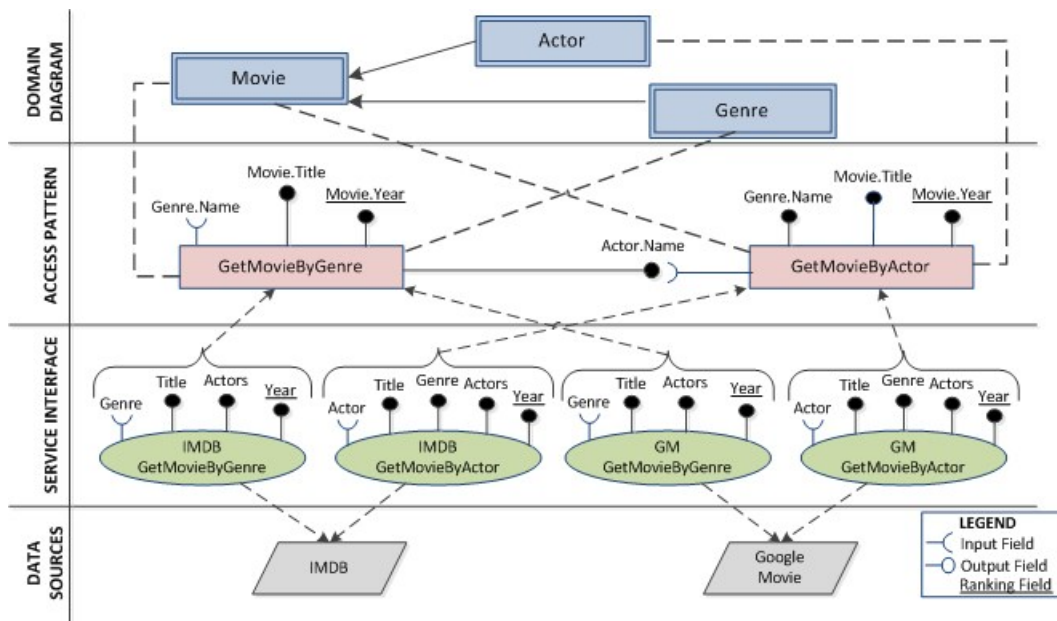 DOMAIN
DIAGRAM
Actor
Movie
Genre
ACCESS PATTERN
Movie.Title
Genre.Name
Movie.Year
GetMovieByGenre
Actor.Name
Movie.Title
Genre.Name
Movie.Year
GetMovieByActor
SERVICE INTERFACE
Genre
Title
Actors
Year
IMDB
GetMovieByGenre
Actor
Title
Genre
Actors
Year
IMDB
GetMovieByActor
Genre
Title
Actors
Year
GM
GetMovieByGenre
Actor
Title
Genre
Actors
Year
GM
GetMovieByActor
DATA
SOURCES
IMDB
Google
Movie
LEGEND
Input Field
Output Field
Ranking Field